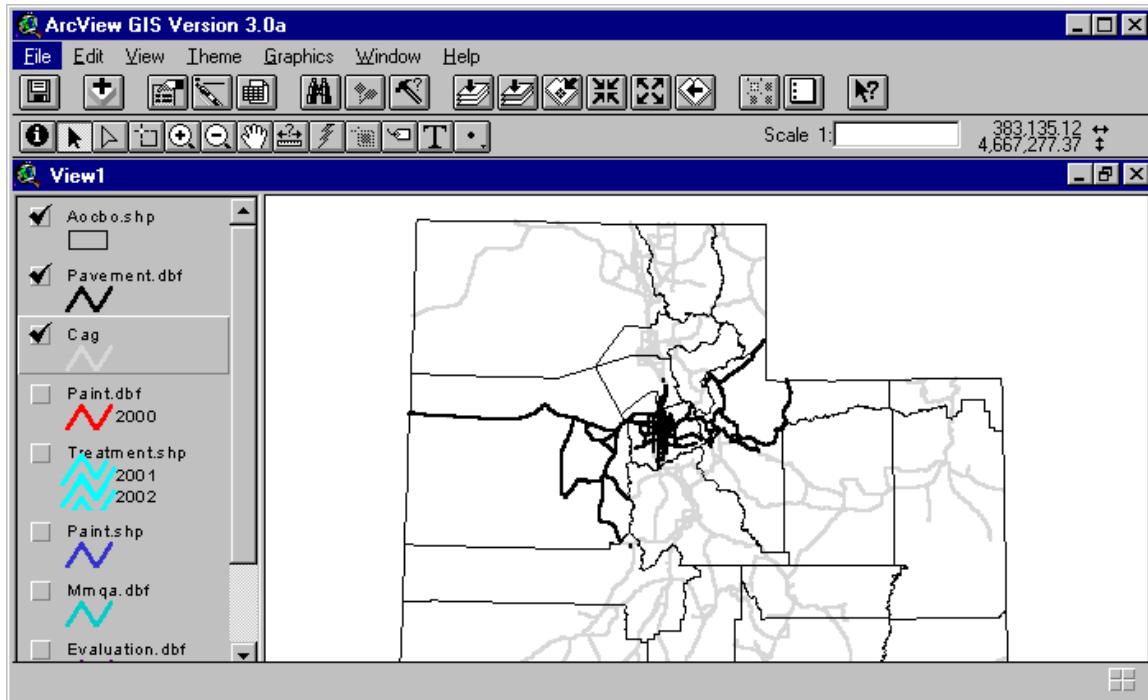 ArcView GIS Version 3.0a
File Edit View Theme Graphics Window Help
Scale 1:
383,135.12
4,667,277.37
View1
Aocbo.shp
Pavement.dbf
Cag
Paint.dbf
2000
Treatment.shp
2001
2002
Paint.shp
Mmqa.dbf
Evaluation.dbf